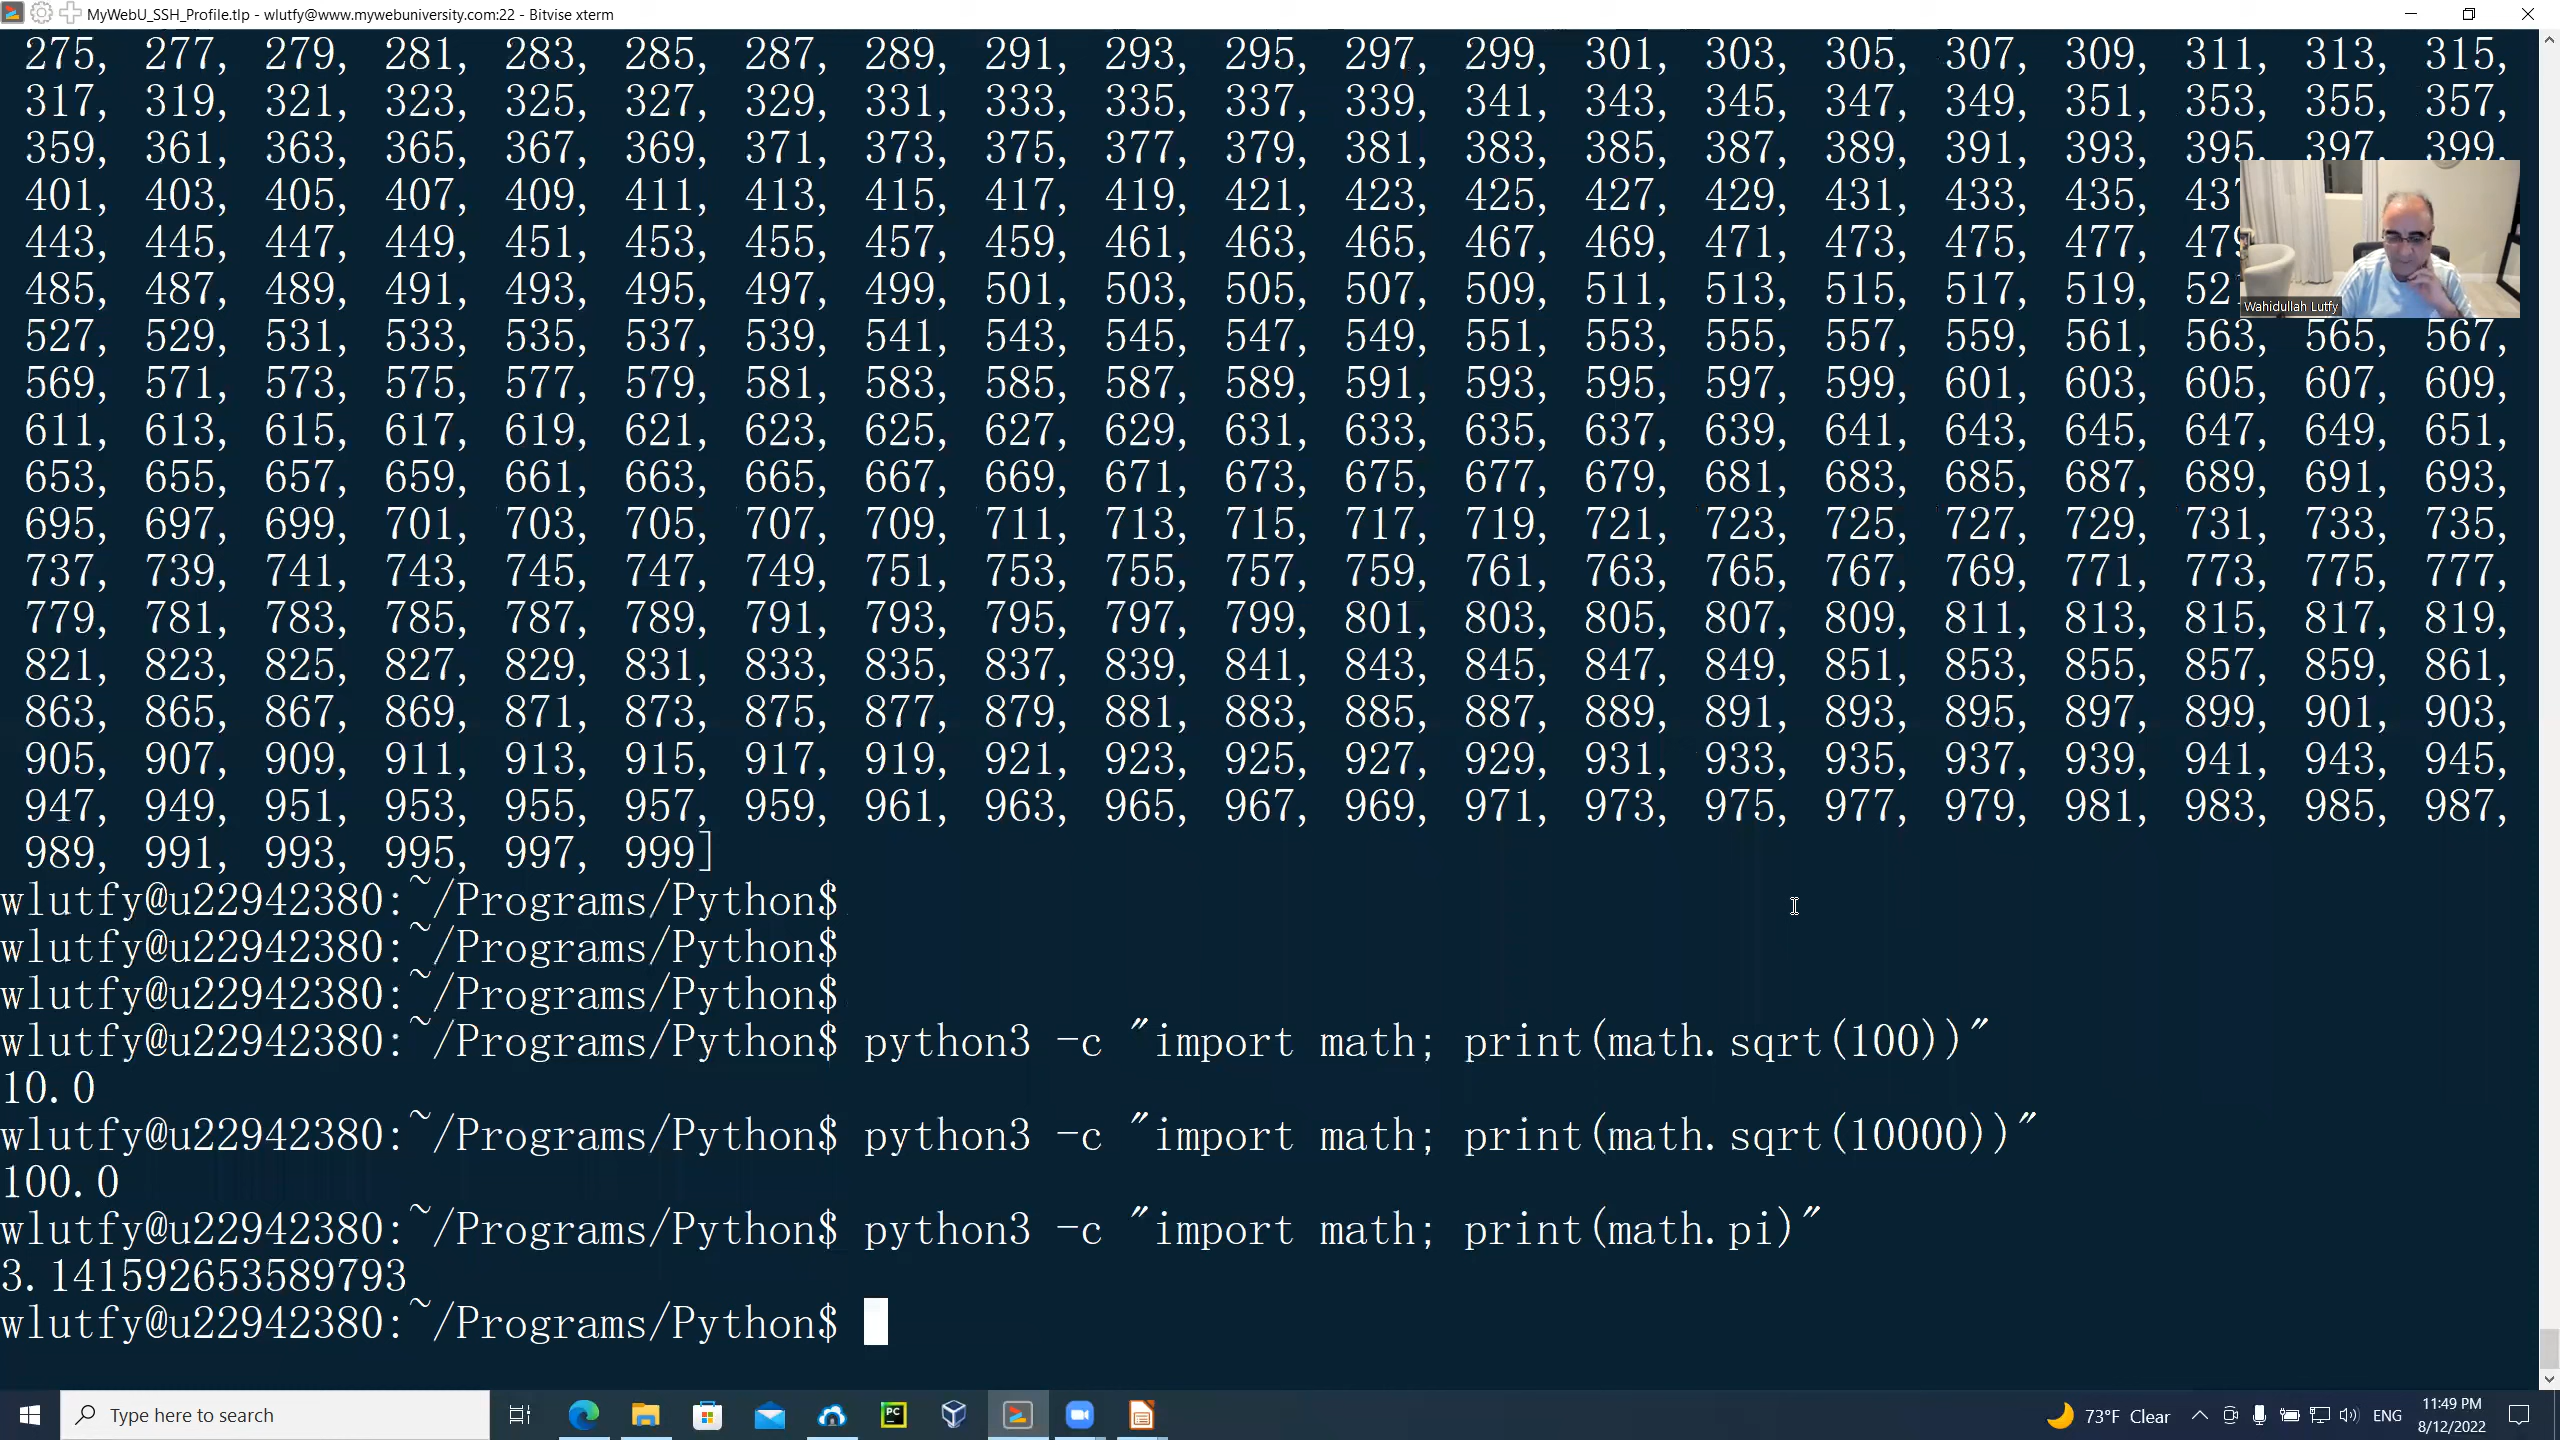 MyWebU_SSH_Profile.tlp - wlutfy@www.mywebuniversity.com:22 - Bitvise xterm
275, 277, 279, 281, 283, 285, 287, 289, 291, 293, 295, 297, 299, 301, 303, 305, 307, 309, 311, 313, 315,
317, 319, 321, 323, 325, 327, 329, 331, 333, 335, 337, 339, 341, 343, 345, 347, 349, 351, 353, 355, 357,
359, 361, 363, 365, 367, 369, 371, 373, 375, 377, 379, 381, 383, 385, 387, 389, 391, 393, 395, 397, 399,
401, 403, 405, 407, 409, 411, 413, 415, 417, 419, 421, 423, 425, 427, 429, 431, 433, 435, 437
443, 445, 447, 449, 451, 453, 455, 457, 459, 461, 463, 465, 467, 469, 471, 473, 475, 477, 479
485, 487, 489, 491, 493, 495, 497, 499, 501, 503, 505, 507, 509, 511, 513, 515, 517, 519, 521
Wahidullah Lutfy
527, 529, 531, 533, 535, 537, 539, 541, 543, 545, 547, 549, 551, 553, 555, 557, 559, 561, 563, 565, 567,
569, 571, 573, 575, 577, 579, 581, 583, 585, 587, 589, 591, 593, 595, 597, 599, 601, 603, 605, 607, 609,
611, 613, 615, 617, 619, 621, 623, 625, 627, 629, 631, 633, 635, 637, 639, 641, 643, 645, 647, 649, 651,
653, 655, 657, 659, 661, 663, 665, 667, 669, 671, 673, 675, 677, 679, 681, 683, 685, 687, 689, 691, 693,
695, 697, 699, 701, 703, 705, 707, 709, 711, 713, 715, 717, 719, 721, 723, 725, 727, 729, 731, 733, 735,
737, 739, 741, 743, 745, 747, 749, 751, 753, 755, 757, 759, 761, 763, 765, 767, 769, 771, 773, 775, 777,
779, 781, 783, 785, 787, 789, 791, 793, 795, 797, 799, 801, 803, 805, 807, 809, 811, 813, 815, 817, 819,
821, 823, 825, 827, 829, 831, 833, 835, 837, 839, 841, 843, 845, 847, 849, 851, 853, 855, 857, 859, 861,
863, 865, 867, 869, 871, 873, 875, 877, 879, 881, 883, 885, 887, 889, 891, 893, 895, 897, 899, 901, 903,
905, 907, 909, 911, 913, 915, 917, 919, 921, 923, 925, 927, 929, 931, 933, 935, 937, 939, 941, 943, 945,
947, 949, 951, 953, 955, 957, 959, 961, 963, 965, 967, 969, 971, 973, 975, 977, 979, 981, 983, 985, 987,
989, 991, 993, 995, 997, 999]
wlutfy@u22942380:~/Programs/Python$
wlutfy@u22942380:~/Programs/Python$
wlutfy@u22942380:~/Programs/Python$
wlutfy@u22942380:~/Programs/Python$ python3 -c "import math; print(math.sqrt(100))"
10.0
wlutfy@u22942380:~/Programs/Python$ python3 -c "import math; print(math.sqrt(10000))"
100.0
wlutfy@u22942380:~/Programs/Python$ python3 -c "import math; print(math.pi)"
3.141592653589793
wlutfy@u22942380:~/Programs/Python$
Type here to search
PC
73°F Clear
ENG
11:49 PM
8/12/2022